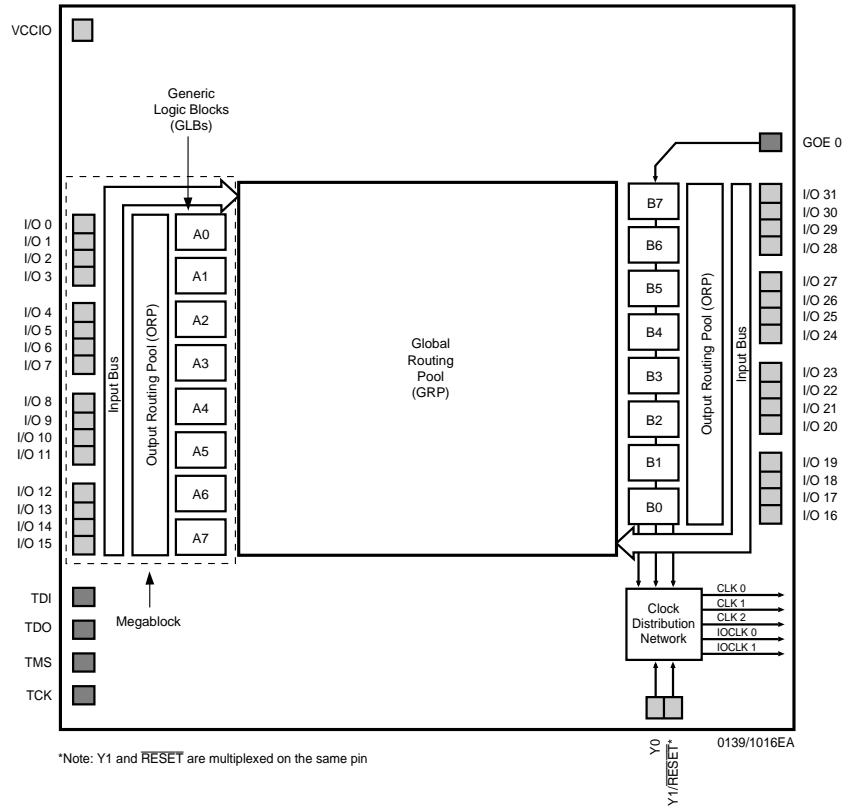 VCCIO
Generic
Logic Blocks
(GLBs)
GOE 0
I/O 0
I/O 1
I/O 2
I/O 3
I/O 4
I/O 5
I/O 6
I/O 7
I/O 8
I/O 9
I/O 10
I/O 11
I/O 12
I/O 13
I/O 14
I/O 15
Input Bus
Output Routing Pool (ORP)
A0
A1
A2
A3
A4
A5
A6
A7
Global
Routing
Pool
(GRP)
B7
B6
B5
B4
B3
B2
B1
B0
Output Routing Pool (ORP)
Input Bus
I/O 31
I/O 30
I/O 29
I/O 28
I/O 27
I/O 26
I/O 25
I/O 24
I/O 23
I/O 22
I/O 21
I/O 20
I/O 19
I/O 18
I/O 17
I/O 16
Megablock
TDI
TDO
TMS
TCK
Clock
Distribution
Network
CLK 0
CLK 1
CLK 2
IOCLK 0
IOCLK 1
Y0
Y1/RESET*
0139/1016EA
*Note: Y1 and RESET are multiplexed on the same pin